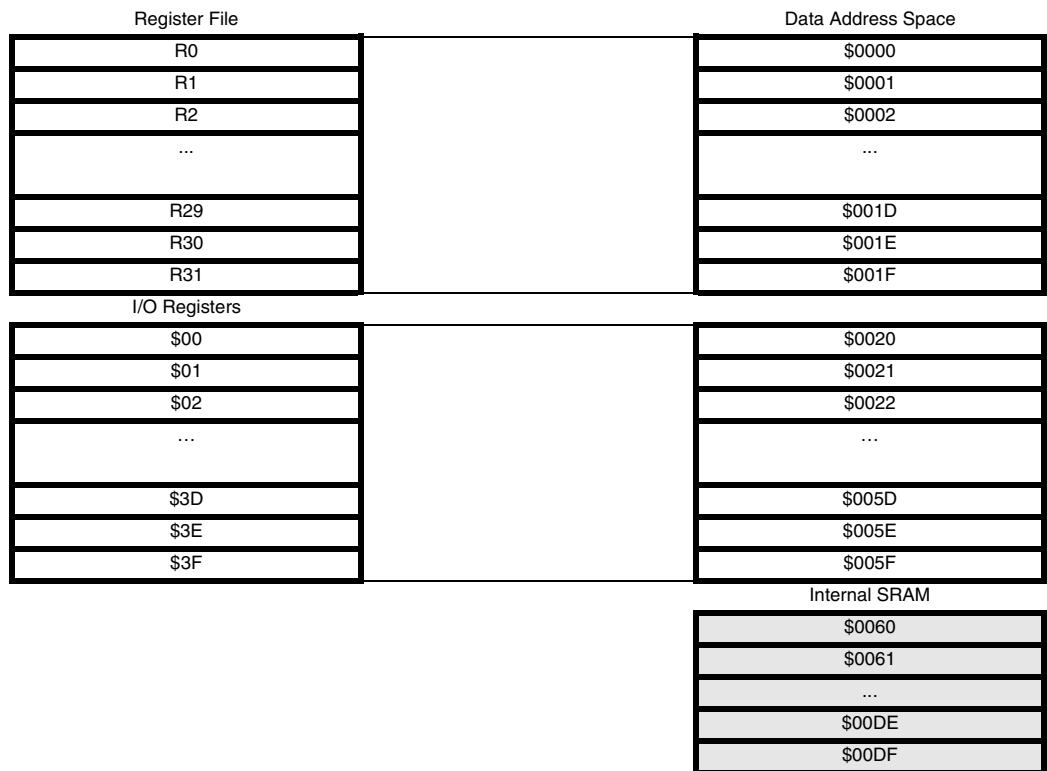 Register File Data Address Space
R0 $0000
R1 $0001
R2 $0002
... ...
R29 $001D
R30 $001E
R31 $001F
I/O Registers
$00 $0020
$01 $0021
$02 $0022
... ...
$3D $005D
$3E $005E
$3F $005F
Internal SRAM
$0060
$0061
...
$00DE
$00DF